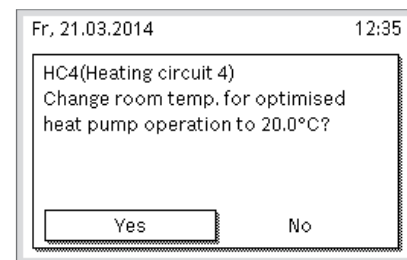 Fr, 21.03.2014 12:35
HC4(Heating circuit 4)
Change room temp. for optimised
heat pump operation to 20.0°C?
Yes No